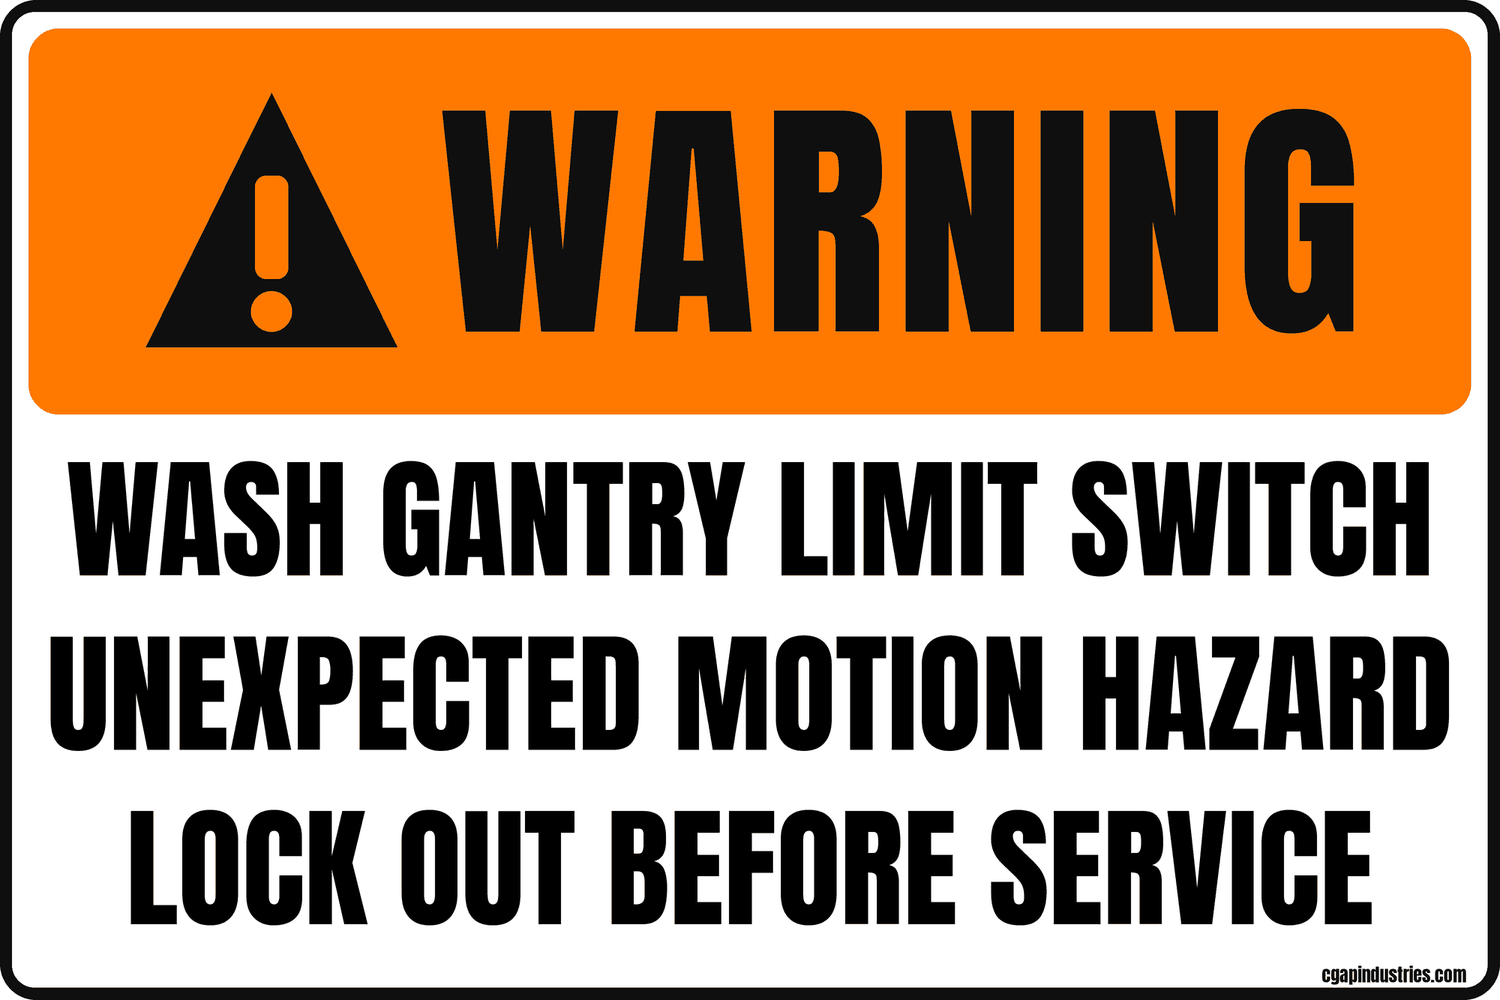 WARNING
WASH GANTRY LIMIT SWITCH
UNEXPECTED MOTION HAZARD
LOCK OUT BEFORE SERVICE
cgapindustries.com